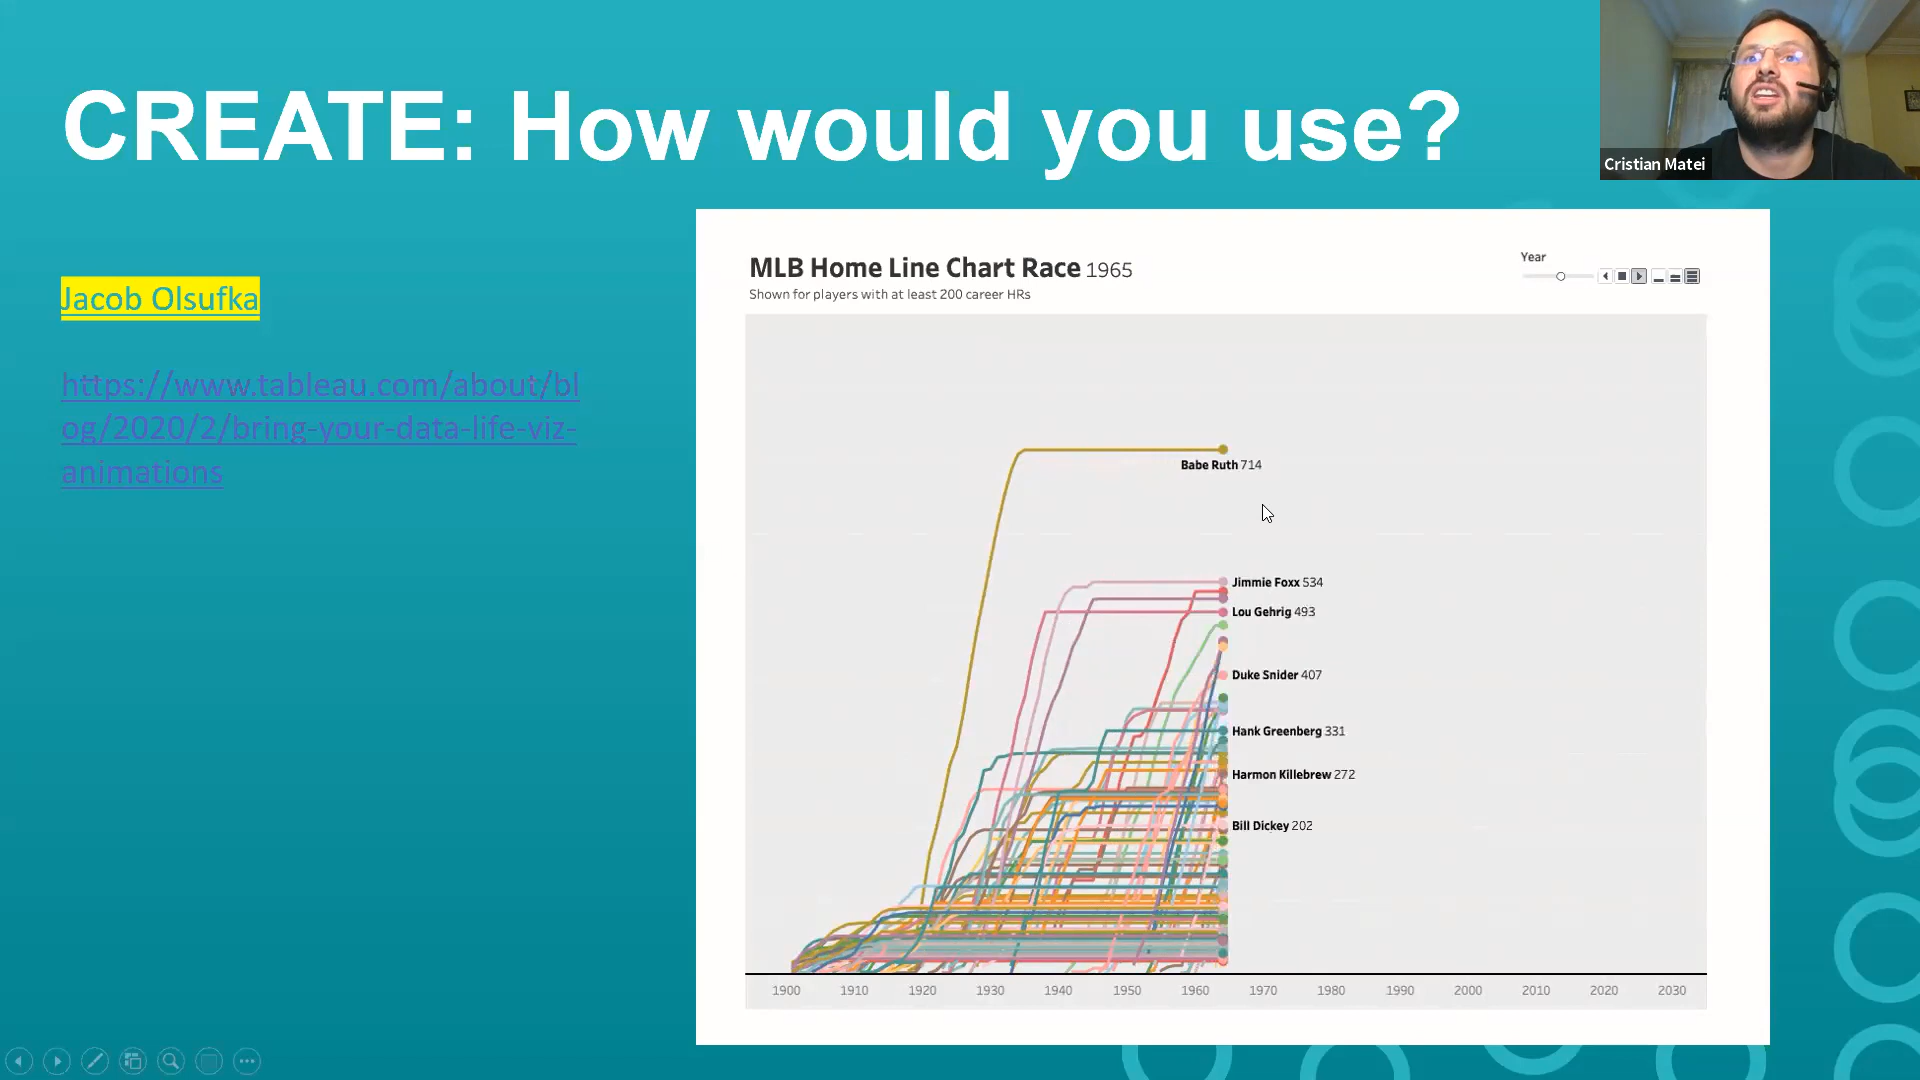 CREATE: How would you use?
Cristian Matei
Jacob Olsufka
https://www.tableau.com/about/bl
og/2020/2/bring-your-data-life-viz-
animations
MLB Home Line Chart Race 1965
Shown for players with at least 200 career HRs
Year
Babe Ruth 714
Jimmie Foxx 534
Lou Gehrig 493
Duke Snider 407
Hank Greenberg 331
Harmon Killebrew 272
Bill Dickey 202
1900 1910 1920 1930 1940 1950 1960 1970 1980 1990 2000 2010 2020 2030